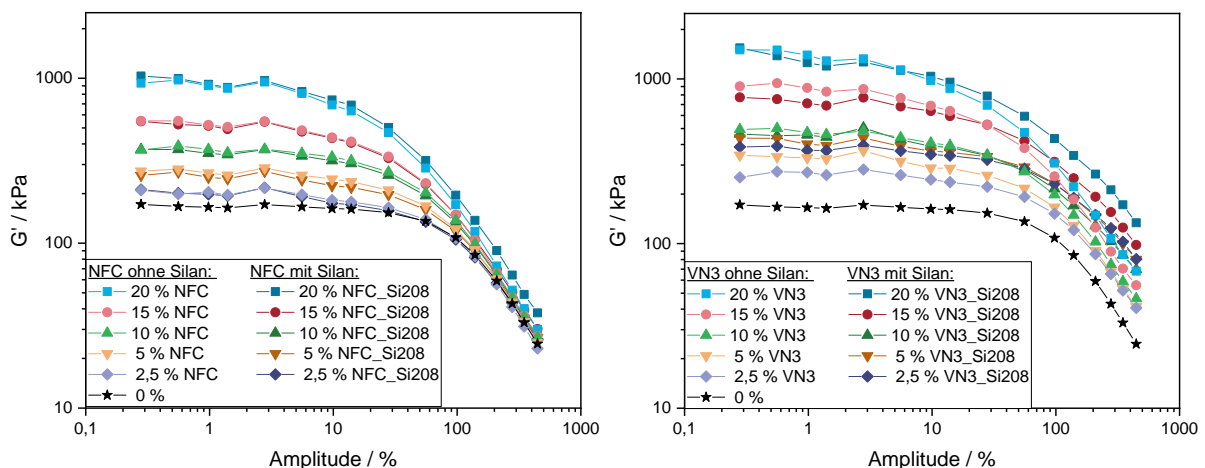 1000
100
10
G' / kPa
NFC ohne Silan: NFC mit Silan:
20 % NFC 20 % NFC_Si208
15 % NFC 15 % NFC_Si208
10 % NFC 10 % NFC_Si208
5 % NFC 5 % NFC_Si208
2,5 % NFC 2,5 % NFC_Si208
0 %
0,1 1 10 100 1000
Amplitude / %
1000
100
10
G' / kPa
VN3 ohne Silan: VN3 mit Silan:
20 % VN3 20 % VN3_Si208
15 % VN3 15 % VN3_Si208
10 % VN3 10 % VN3_Si208
5 % VN3 5 % VN3_Si208
2,5 % VN3 2,5 % VN3_Si208
0 %
0,1 1 10 100 1000
Amplitude / %